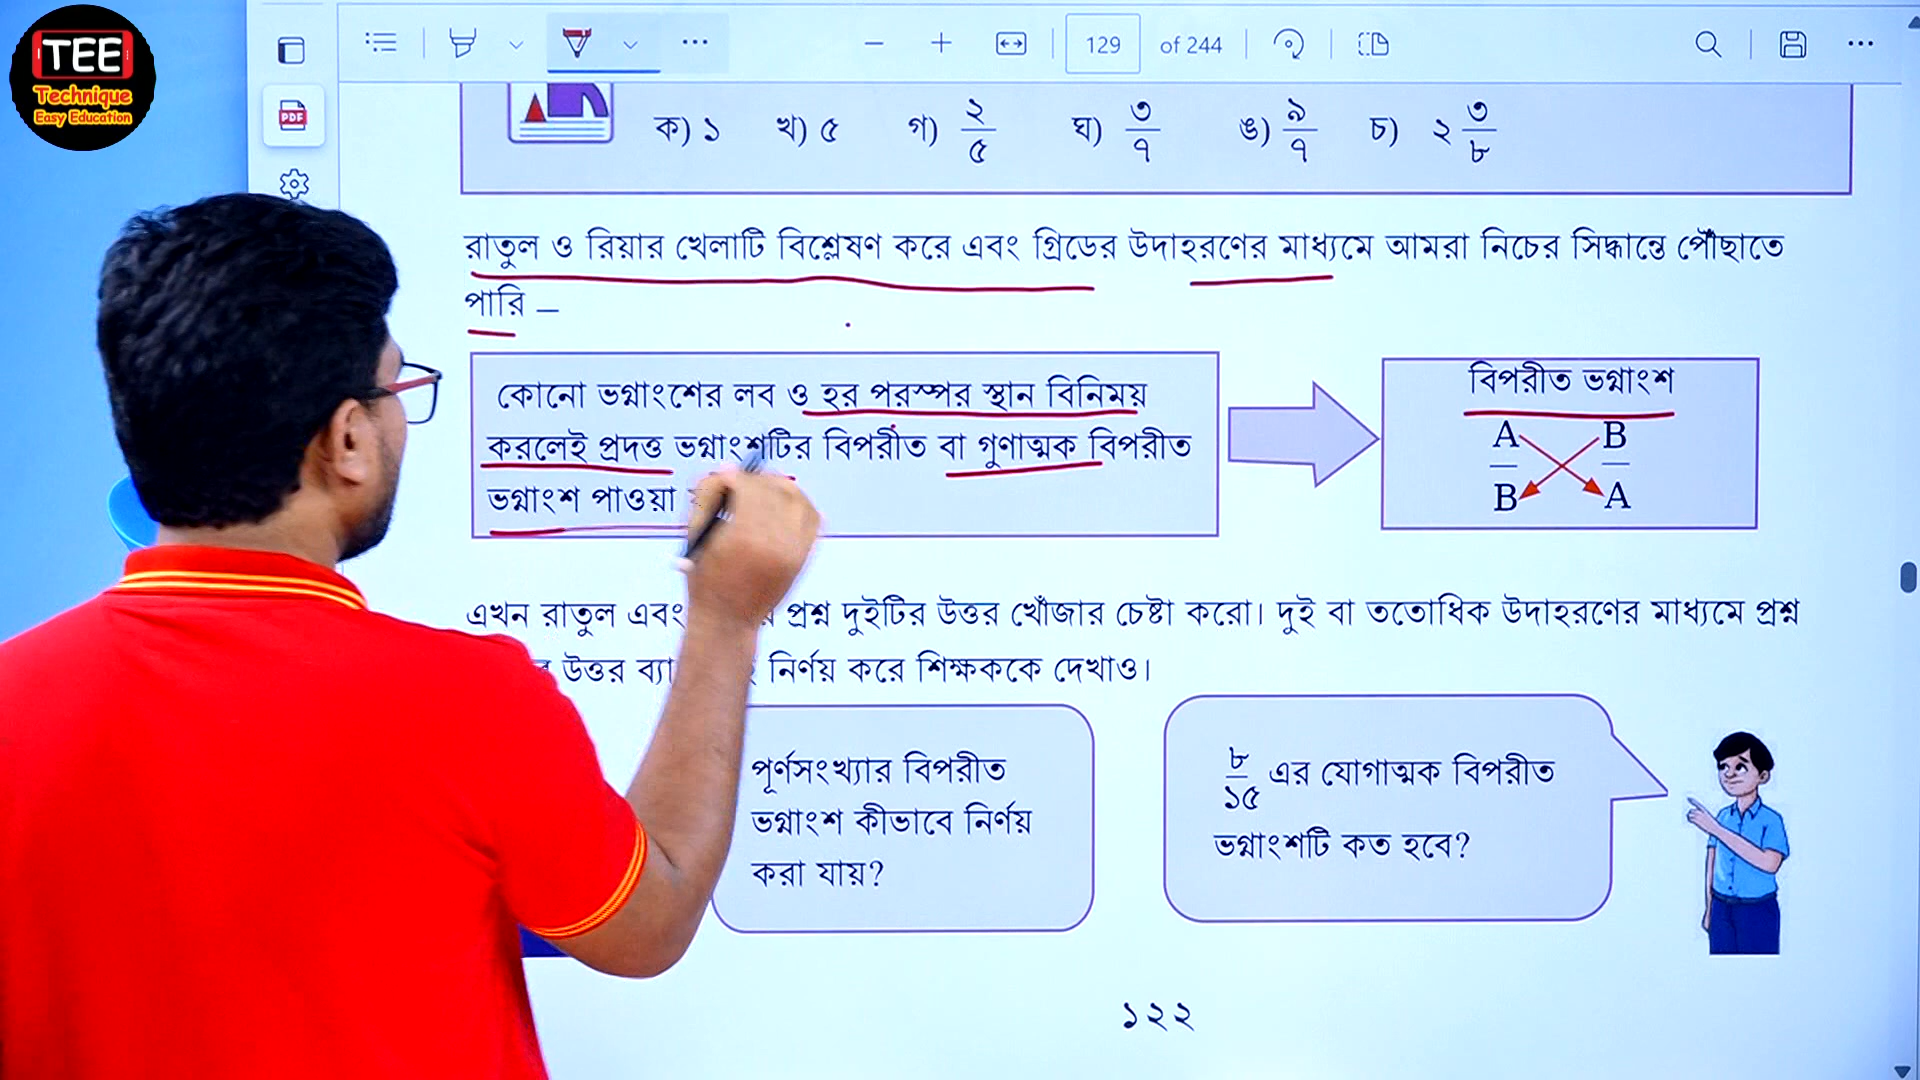 TEE
Technique
Easy Education
129 of 244
PDF
ক) ১ খ) ৫ গ) ২/৫ ঘ) ৩/৭ ঙ) ৯/৭ চ) ২ ৩/৮
রাতুল ও রিয়ার খেলাটি বিশ্লেষণ করে এবং গ্রিডের উদাহরণের মাধ্যমে আমরা নিচের সিদ্ধান্তে পৌঁছাতে
পারি –
কোনো ভগ্নাংশের লব ও হর পরস্পর স্থান বিনিময়
করলেই প্রদত্ত ভগ্নাংশটির বিপরীত বা গুণাত্মক বিপরীত
ভগ্নাংশ পাওয়া
বিপরীত ভগ্নাংশ
A B
B A
এখন রাতুল এবং প্রশ্ন দুইটির উত্তর খোঁজার চেষ্টা করো। দুই বা ততোধিক উদাহরণের মাধ্যমে প্রশ্ন
উত্তর নির্ণয় করে শিক্ষককে দেখাও।
পূর্ণসংখ্যার বিপরীত
ভগ্নাংশ কীভাবে নির্ণয়
করা যায়?
৮/১৫ এর যোগাত্মক বিপরীত
ভগ্নাংশটি কত হবে?
১২২